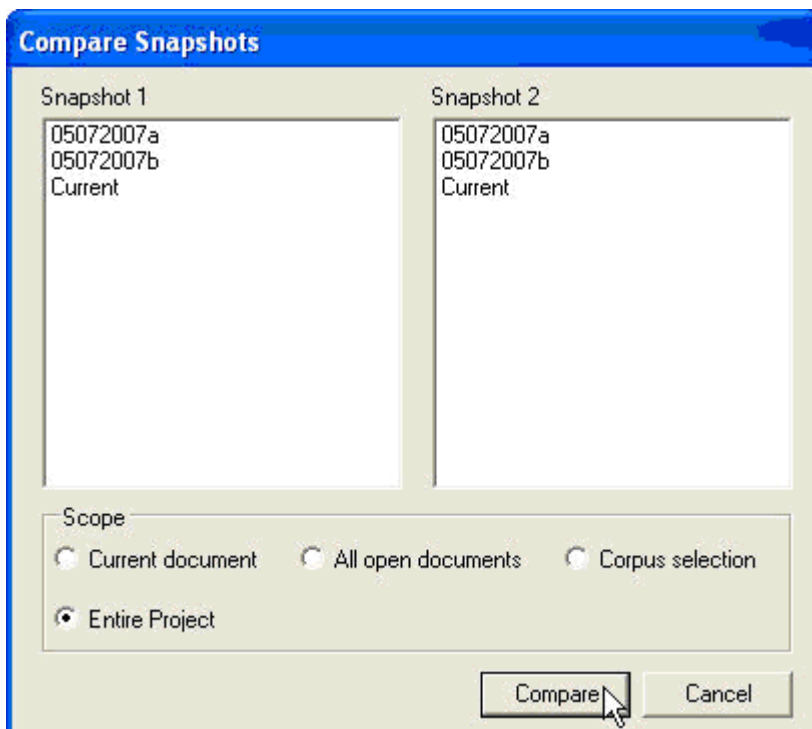 Compare Snapshots
Snapshot 1
Snapshot 2
05072007a
05072007b
Current
05072007a
05072007b
Current
Scope
Current document
All open documents
Corpus selection
Entire Project
Compare
Cancel